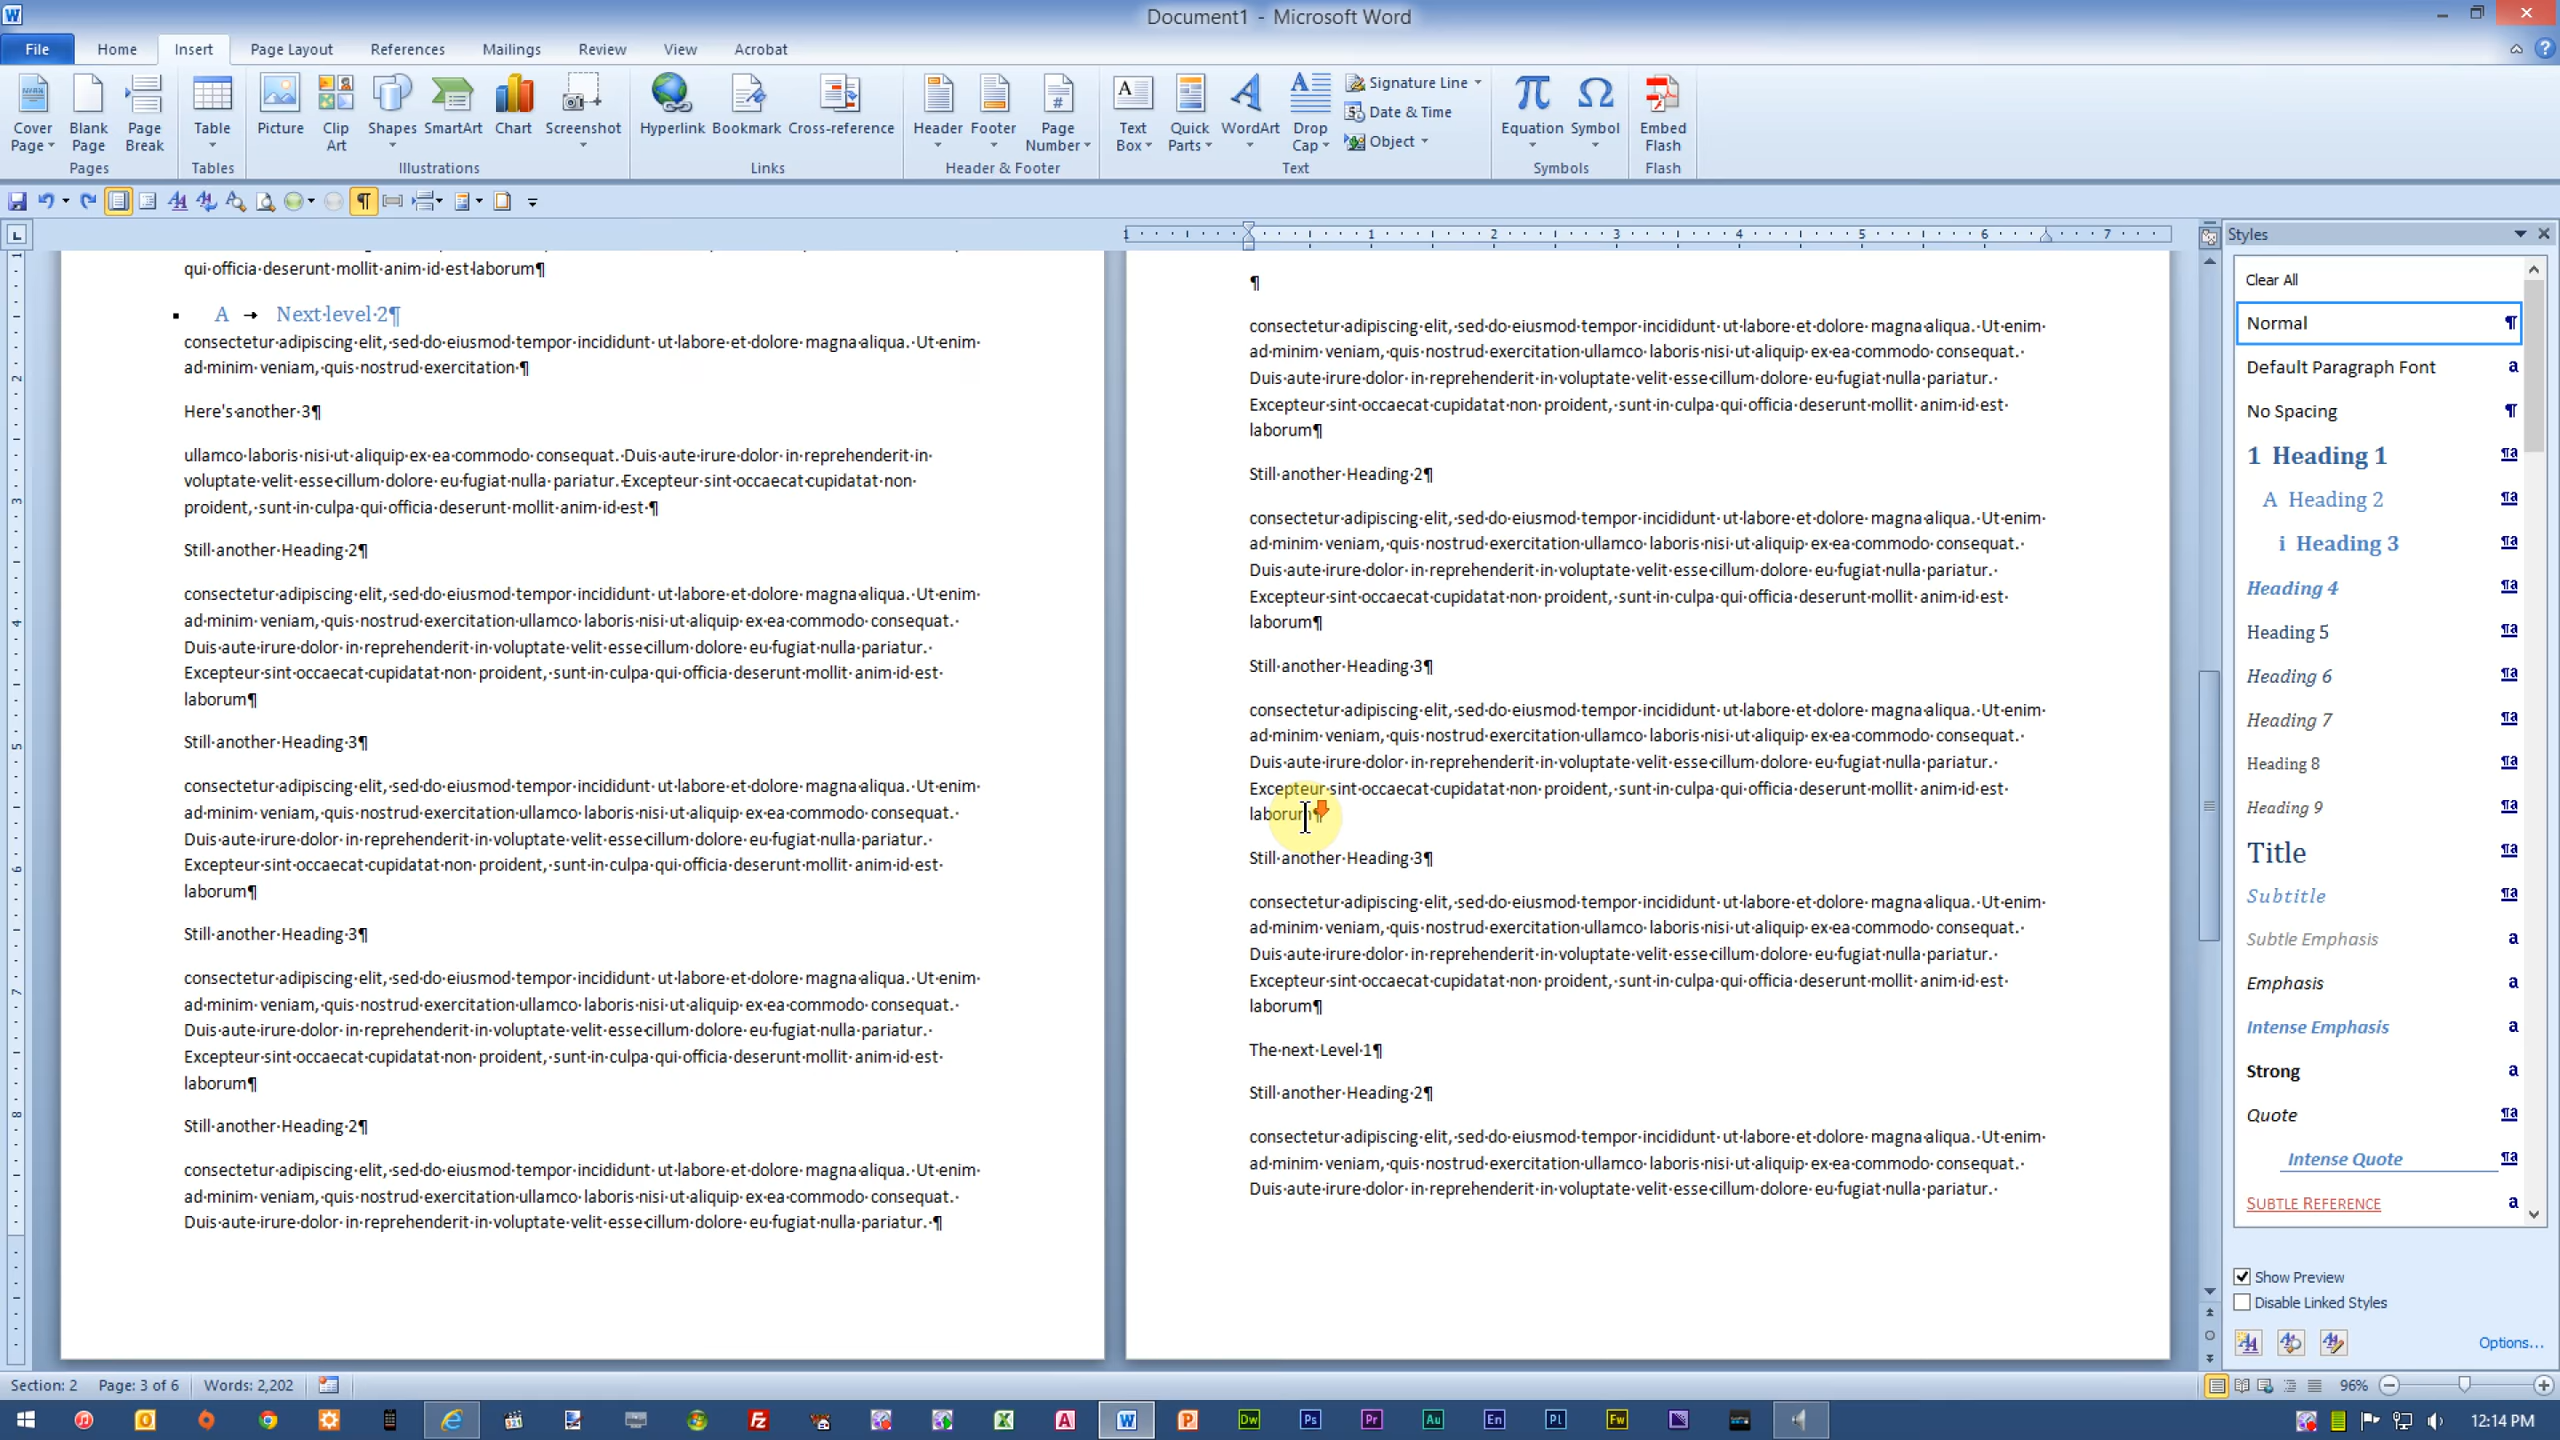 W
Document1 - Microsoft Word
File Home Insert Page Layout References Mailings Review View Acrobat
Cover Page Blank Page Page Break Table Picture Clip Art Shapes SmartArt Chart Screenshot Hyperlink Bookmark Cross-reference Header Footer Page Number Text Box Quick Parts WordArt Drop Cap Signature Line Date & Time Object Equation Symbol Embed Flash
Pages Tables Illustrations Links Header & Footer Text Symbols Flash
1 1 2 3 4 5 6 7
qui·officia·deserunt·mollit·anim·id·est·laborum¶
A → Next·level·2¶
consectetur·adipiscing·elit,·sed·do·eiusmod·tempor·incididunt·ut·labore·et·dolore·magna·aliqua.·Ut·enim·
ad·minim·veniam,·quis·nostrud·exercitation·¶
Here's·another·3¶
ullamco·laboris·nisi·ut·aliquip·ex·ea·commodo·consequat.·Duis·aute·irure·dolor·in·reprehenderit·in·
voluptate·velit·esse·cillum·dolore·eu·fugiat·nulla·pariatur.·Excepteur·sint·occaecat·cupidatat·non·
proident,·sunt·in·culpa·qui·officia·deserunt·mollit·anim·id·est·¶
Still·another·Heading·2¶
consectetur·adipiscing·elit,·sed·do·eiusmod·tempor·incididunt·ut·labore·et·dolore·magna·aliqua.·Ut·enim·
ad·minim·veniam,·quis·nostrud·exercitation·ullamco·laboris·nisi·ut·aliquip·ex·ea·commodo·consequat.·
Duis·aute·irure·dolor·in·reprehenderit·in·voluptate·velit·esse·cillum·dolore·eu·fugiat·nulla·pariatur.·
Excepteur·sint·occaecat·cupidatat·non·proident,·sunt·in·culpa·qui·officia·deserunt·mollit·anim·id·est·
laborum¶
Still·another·Heading·3¶
consectetur·adipiscing·elit,·sed·do·eiusmod·tempor·incididunt·ut·labore·et·dolore·magna·aliqua.·Ut·enim·
ad·minim·veniam,·quis·nostrud·exercitation·ullamco·laboris·nisi·ut·aliquip·ex·ea·commodo·consequat.·
Duis·aute·irure·dolor·in·reprehenderit·in·voluptate·velit·esse·cillum·dolore·eu·fugiat·nulla·pariatur.·
Excepteur·sint·occaecat·cupidatat·non·proident,·sunt·in·culpa·qui·officia·deserunt·mollit·anim·id·est·
laborum¶
Still·another·Heading·3¶
consectetur·adipiscing·elit,·sed·do·eiusmod·tempor·incididunt·ut·labore·et·dolore·magna·aliqua.·Ut·enim·
ad·minim·veniam,·quis·nostrud·exercitation·ullamco·laboris·nisi·ut·aliquip·ex·ea·commodo·consequat.·
Duis·aute·irure·dolor·in·reprehenderit·in·voluptate·velit·esse·cillum·dolore·eu·fugiat·nulla·pariatur.·
Excepteur·sint·occaecat·cupidatat·non·proident,·sunt·in·culpa·qui·officia·deserunt·mollit·anim·id·est·
laborum¶
Still·another·Heading·2¶
consectetur·adipiscing·elit,·sed·do·eiusmod·tempor·incididunt·ut·labore·et·dolore·magna·aliqua.·Ut·enim·
ad·minim·veniam,·quis·nostrud·exercitation·ullamco·laboris·nisi·ut·aliquip·ex·ea·commodo·consequat.·
Duis·aute·irure·dolor·in·reprehenderit·in·voluptate·velit·esse·cillum·dolore·eu·fugiat·nulla·pariatur.·¶
¶
consectetur·adipiscing·elit,·sed·do·eiusmod·tempor·incididunt·ut·labore·et·dolore·magna·aliqua.·Ut·enim·
ad·minim·veniam,·quis·nostrud·exercitation·ullamco·laboris·nisi·ut·aliquip·ex·ea·commodo·consequat.·
Duis·aute·irure·dolor·in·reprehenderit·in·voluptate·velit·esse·cillum·dolore·eu·fugiat·nulla·pariatur.·
Excepteur·sint·occaecat·cupidatat·non·proident,·sunt·in·culpa·qui·officia·deserunt·mollit·anim·id·est·
laborum¶
Still·another·Heading·2¶
consectetur·adipiscing·elit,·sed·do·eiusmod·tempor·incididunt·ut·labore·et·dolore·magna·aliqua.·Ut·enim·
ad·minim·veniam,·quis·nostrud·exercitation·ullamco·laboris·nisi·ut·aliquip·ex·ea·commodo·consequat.·
Duis·aute·irure·dolor·in·reprehenderit·in·voluptate·velit·esse·cillum·dolore·eu·fugiat·nulla·pariatur.·
Excepteur·sint·occaecat·cupidatat·non·proident,·sunt·in·culpa·qui·officia·deserunt·mollit·anim·id·est·
laborum¶
Still·another·Heading·3¶
consectetur·adipiscing·elit,·sed·do·eiusmod·tempor·incididunt·ut·labore·et·dolore·magna·aliqua.·Ut·enim·
ad·minim·veniam,·quis·nostrud·exercitation·ullamco·laboris·nisi·ut·aliquip·ex·ea·commodo·consequat.·
Duis·aute·irure·dolor·in·reprehenderit·in·voluptate·velit·esse·cillum·dolore·eu·fugiat·nulla·pariatur.·
Excepteur·sint·occaecat·cupidatat·non·proident,·sunt·in·culpa·qui·officia·deserunt·mollit·anim·id·est·
laborum¶
Still·another·Heading·3¶
consectetur·adipiscing·elit,·sed·do·eiusmod·tempor·incididunt·ut·labore·et·dolore·magna·aliqua.·Ut·enim·
ad·minim·veniam,·quis·nostrud·exercitation·ullamco·laboris·nisi·ut·aliquip·ex·ea·commodo·consequat.·
Duis·aute·irure·dolor·in·reprehenderit·in·voluptate·velit·esse·cillum·dolore·eu·fugiat·nulla·pariatur.·
Excepteur·sint·occaecat·cupidatat·non·proident,·sunt·in·culpa·qui·officia·deserunt·mollit·anim·id·est·
laborum¶
The·next·Level·1¶
Still·another·Heading·2¶
consectetur·adipiscing·elit,·sed·do·eiusmod·tempor·incididunt·ut·labore·et·dolore·magna·aliqua.·Ut·enim·
ad·minim·veniam,·quis·nostrud·exercitation·ullamco·laboris·nisi·ut·aliquip·ex·ea·commodo·consequat.·
Duis·aute·irure·dolor·in·reprehenderit·in·voluptate·velit·esse·cillum·dolore·eu·fugiat·nulla·pariatur.·
Styles
Clear All
Normal ¶
Default Paragraph Font a
No Spacing ¶
1 Heading 1 ¶a
A Heading 2 ¶a
i Heading 3 ¶a
Heading 4 ¶a
Heading 5 ¶a
Heading 6 ¶a
Heading 7 ¶a
Heading 8 ¶a
Heading 9 ¶a
Title ¶a
Subtitle ¶a
Subtle Emphasis a
Emphasis a
Intense Emphasis a
Strong a
Quote ¶a
Intense Quote ¶a
SUBTLE REFERENCE a
Show Preview
Disable Linked Styles
Options...
Section: 2 Page: 3 of 6 Words: 2,202 96%
W P Dw Ps Pr Au En Pl Fw 12:14 PM